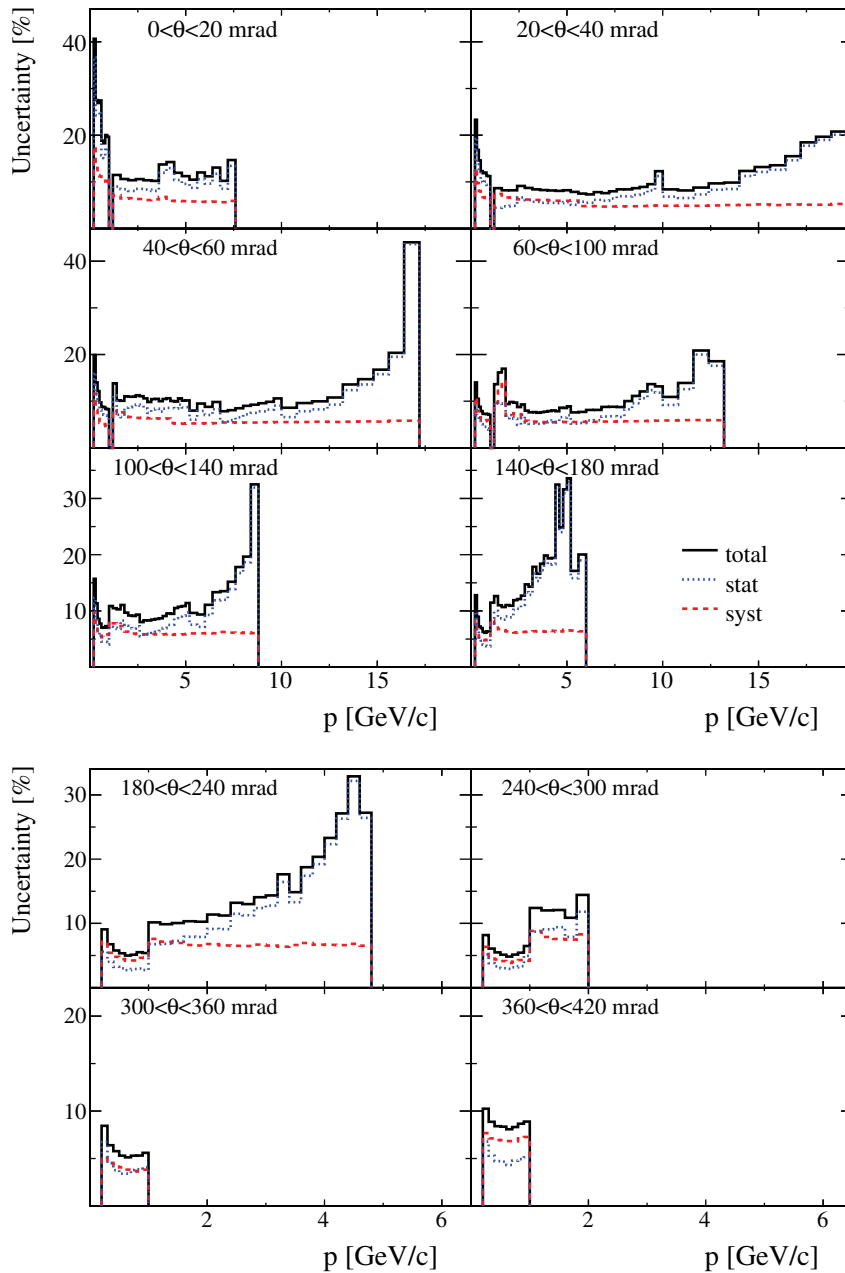 Uncertainty [%]
0<θ<20 mrad
20<θ<40 mrad
40
20
40<θ<60 mrad
60<θ<100 mrad
40
20
100<θ<140 mrad
140<θ<180 mrad
30
20
10
total
stat
syst
5 10 15 5 10 15
p [GeV/c] p [GeV/c]
Uncertainty [%]
180<θ<240 mrad
240<θ<300 mrad
30
20
10
300<θ<360 mrad
360<θ<420 mrad
20
10
2 4 6 2 4 6
p [GeV/c] p [GeV/c]